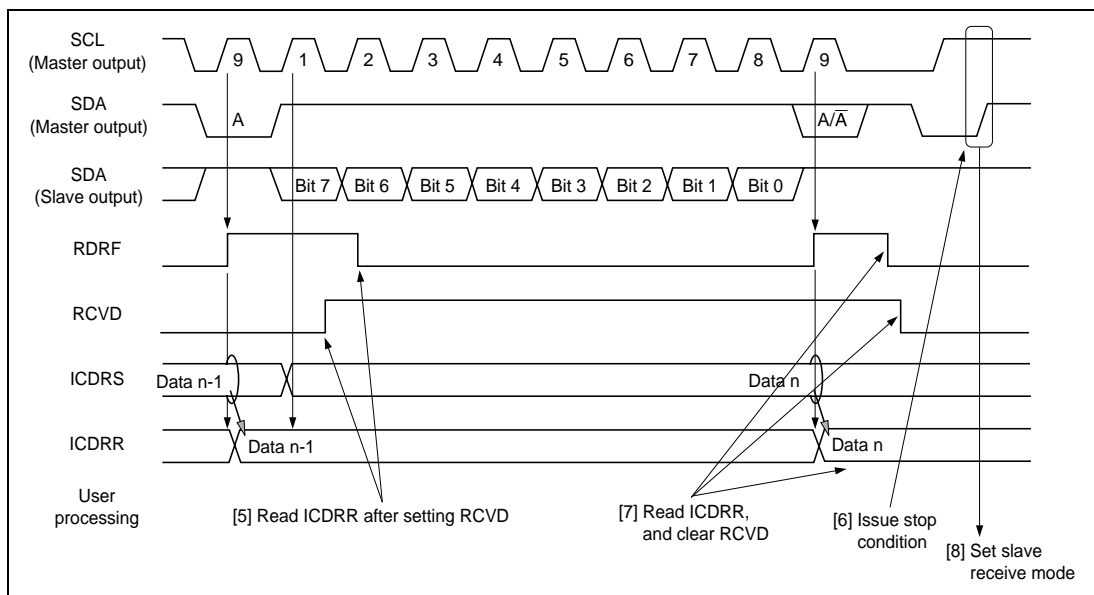 SCL
(Master output)
9 1 2 3 4 5 6 7 8 9
SDA
(Master output)
A A/A̅
SDA
(Slave output)
Bit 7 Bit 6 Bit 5 Bit 4 Bit 3 Bit 2 Bit 1 Bit 0
RDRF
RCVD
ICDRS
Data n-1 Data n
ICDRR
Data n-1 Data n
User
processing
[5] Read ICDRR after setting RCVD
[7] Read ICDRR,
and clear RCVD
[6] Issue stop
condition
[8] Set slave
receive mode